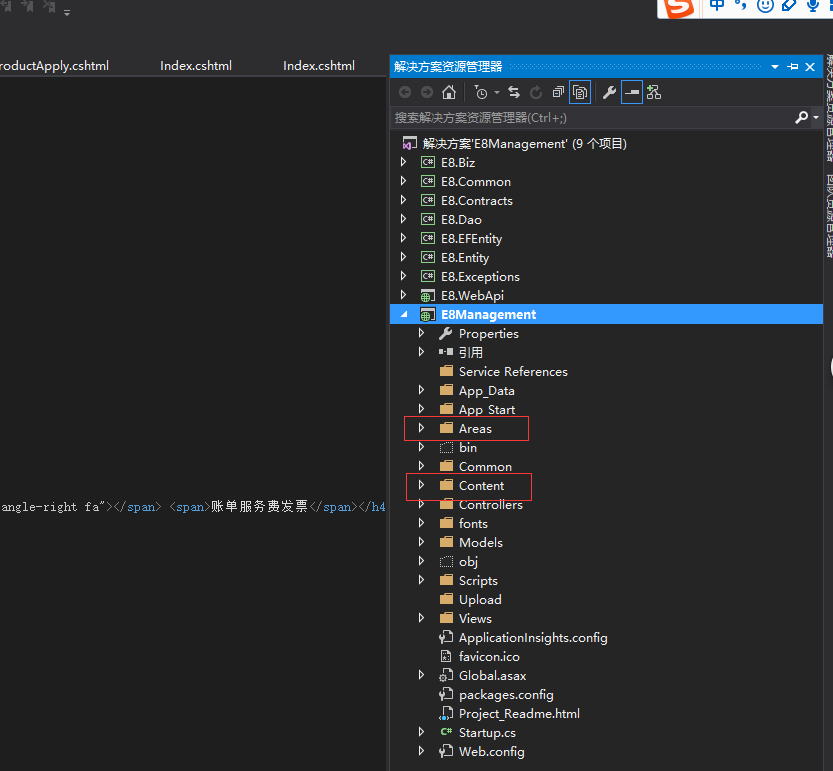 中
roductApply.cshtml
Index.cshtml
Index.cshtml
解决方案资源管理器
搜索解决方案资源管理器(Ctrl+;)
解决方案'E8Management' (9 个项目)
C# E8.Biz
C# E8.Common
C# E8.Contracts
C# E8.Dao
C# E8.EFEntity
C# E8.Entity
C# E8.Exceptions
E8.WebApi
E8Management
Properties
引用
Service References
App_Data
App_Start
Areas
bin
Common
Content
angle-right fa"></span> <span>账单服务费发票</span></h4
Controllers
fonts
Models
obj
Scripts
Upload
Views
ApplicationInsights.config
favicon.ico
Global.asax
packages.config
Project_Readme.html
C# Startup.cs
Web.config